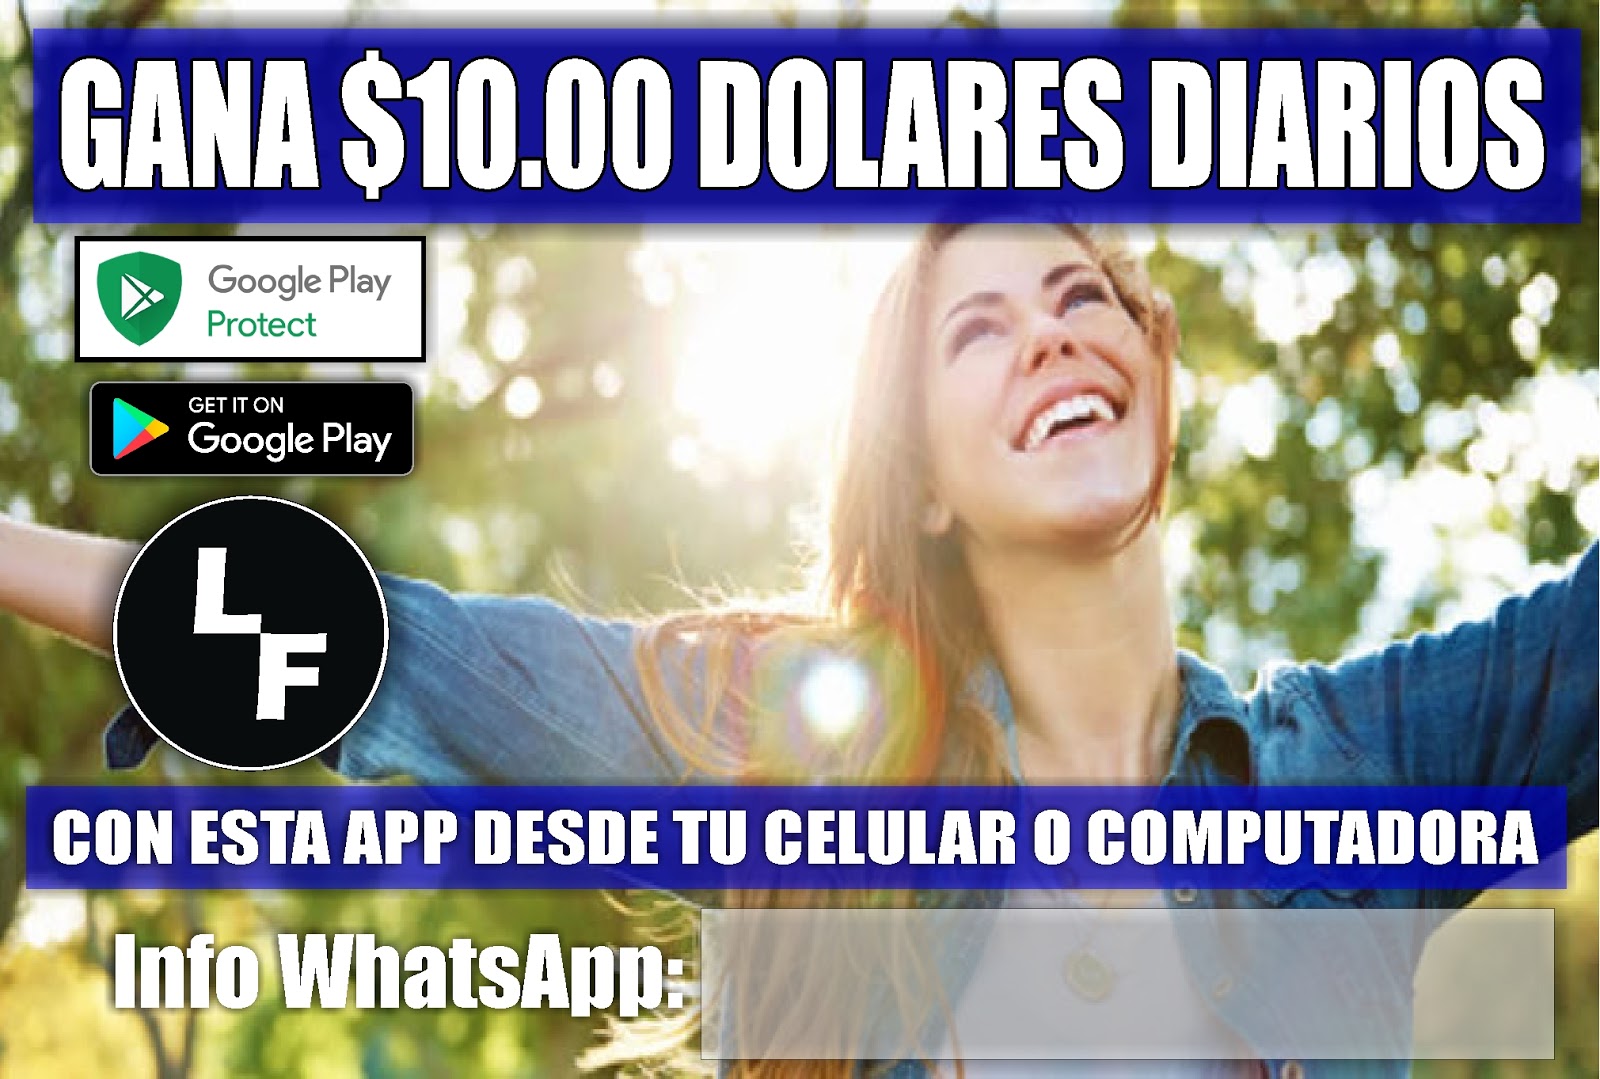 GANA $10.00 DOLARES DIARIOS
Google Play
Protect
GET IT ON
Google Play
L
F
CON ESTA APP DESDE TU CELULAR O COMPUTADORA
Info WhatsApp: